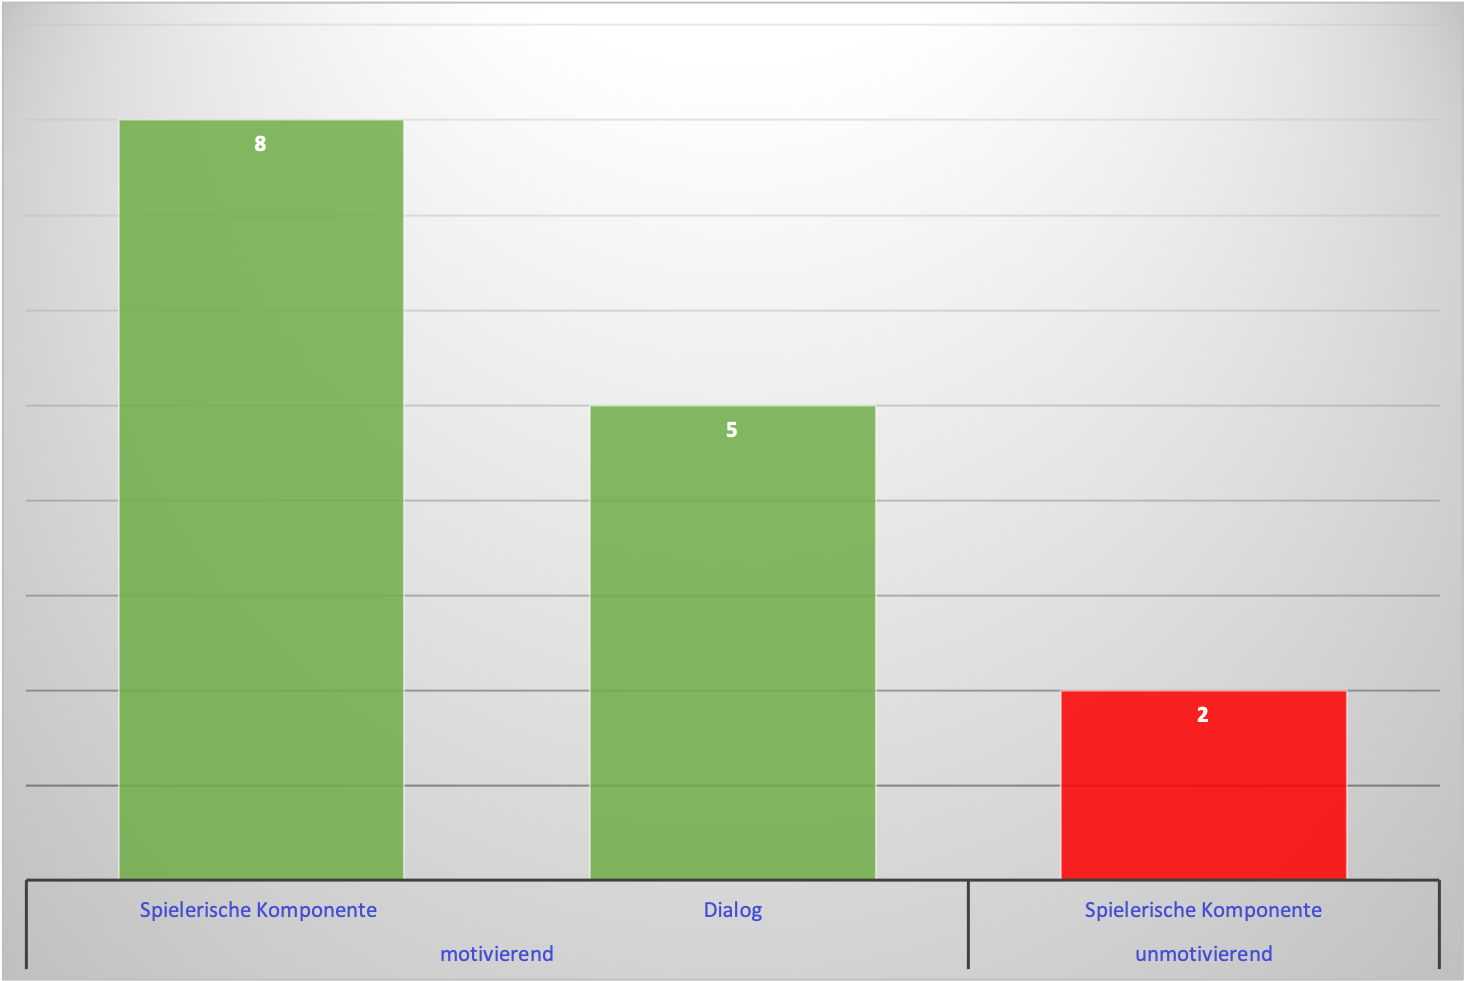 8
5
2
Spielerische Komponente
Dialog
Spielerische Komponente
motivierend
unmotivierend